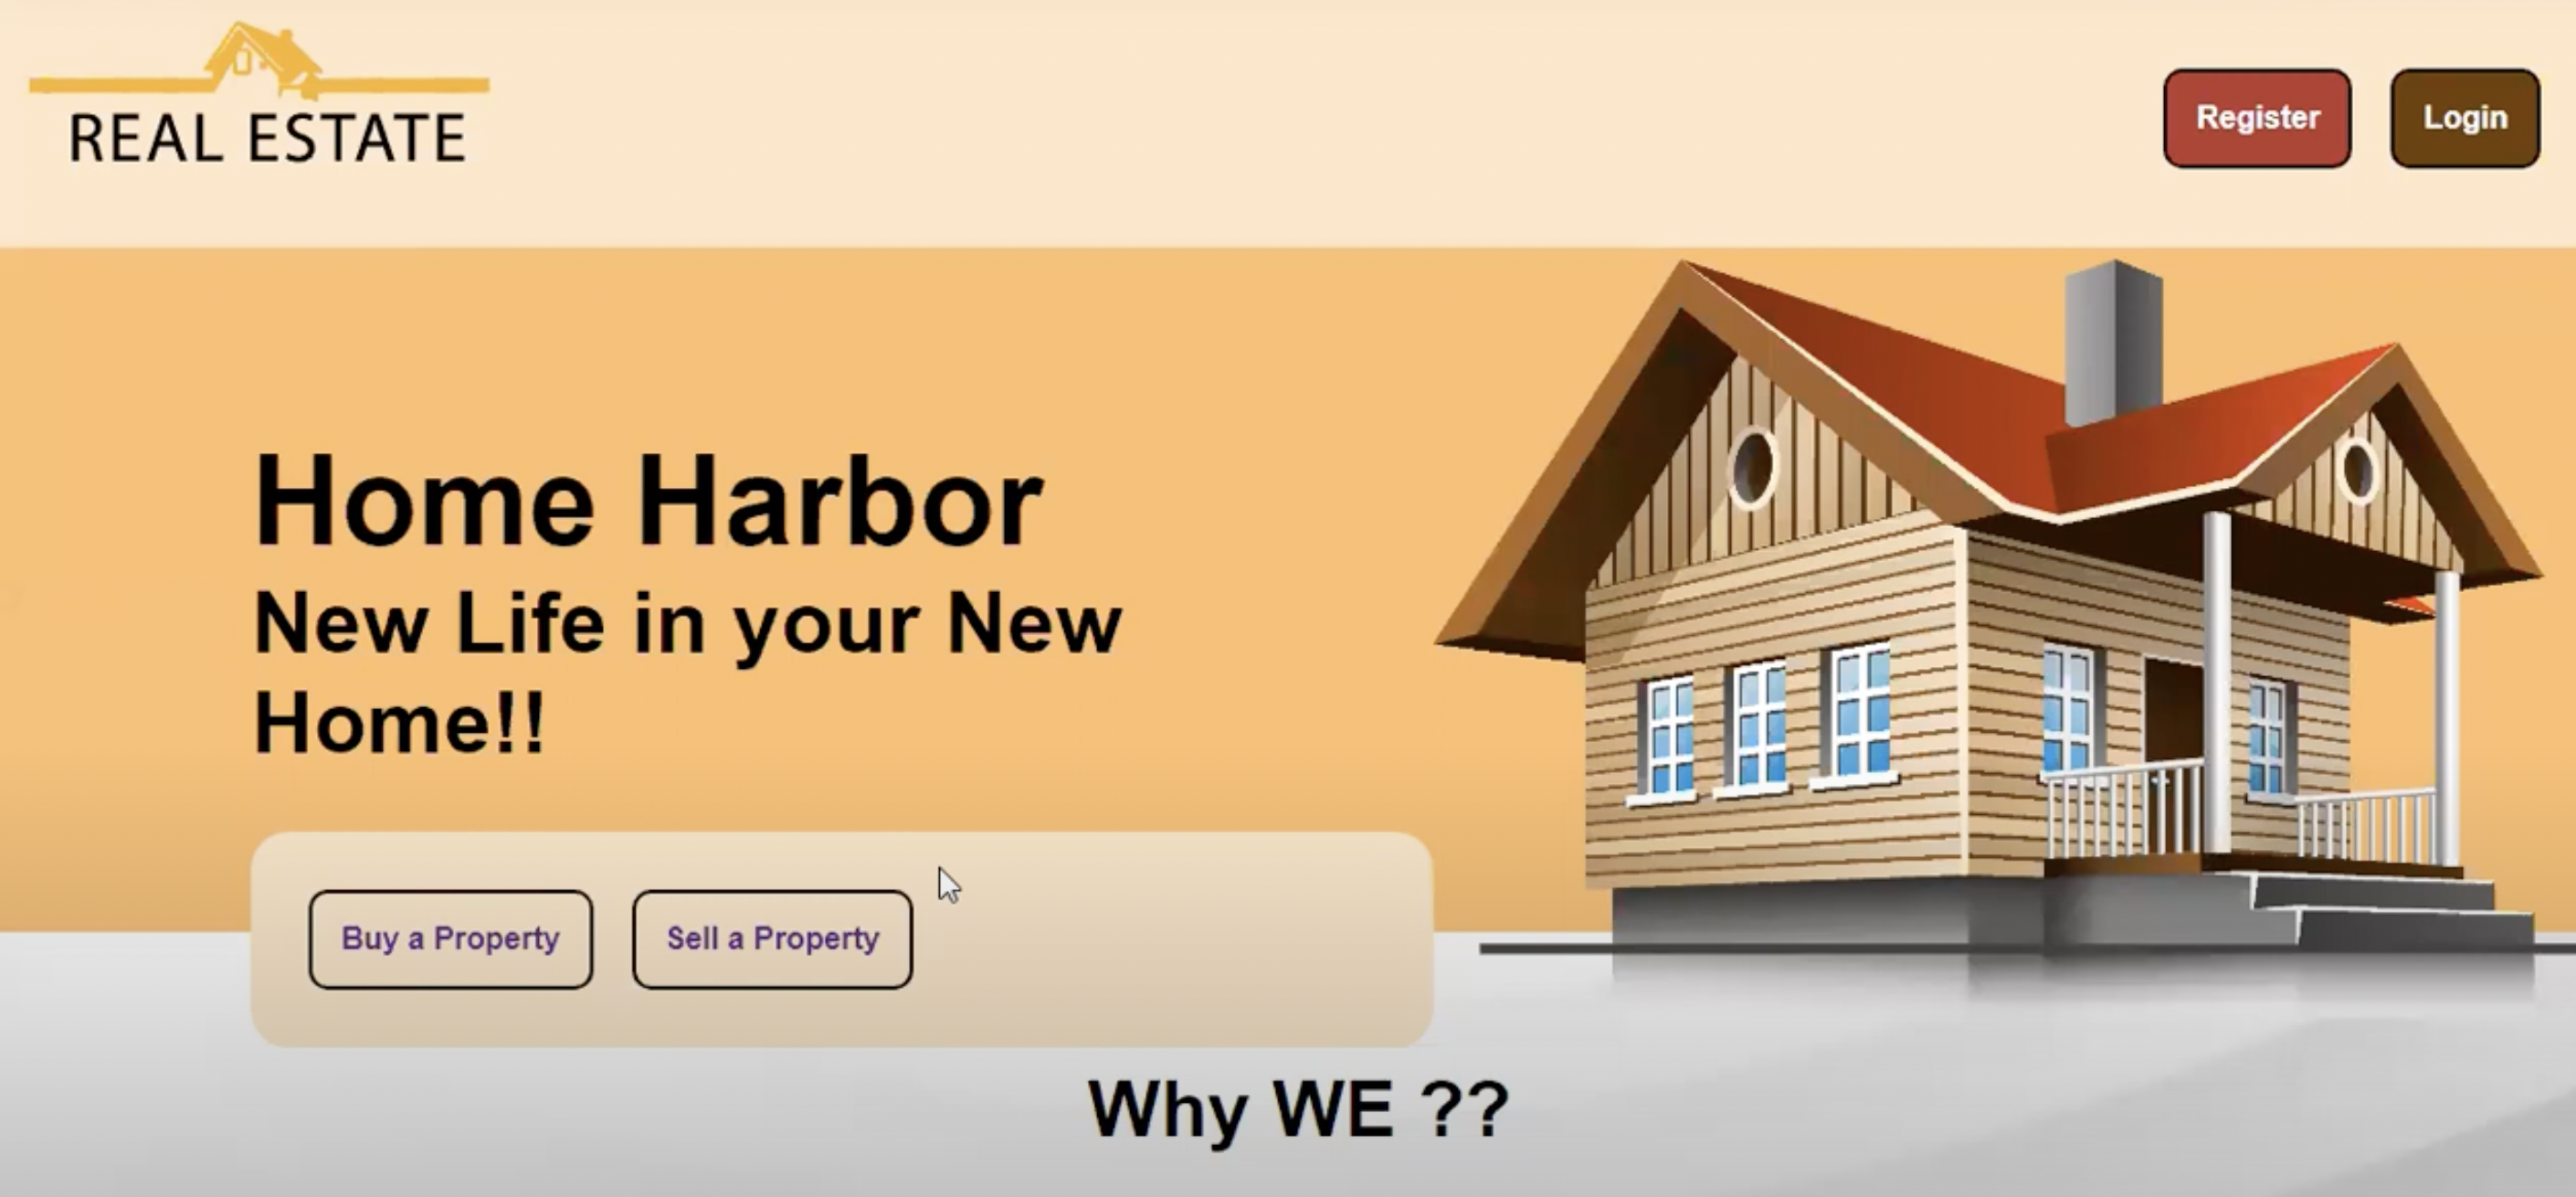 REAL ESTATE
Register
Login
Home Harbor
New Life in your New
Home!!
Buy a Property
Sell a Property
Why WE ??